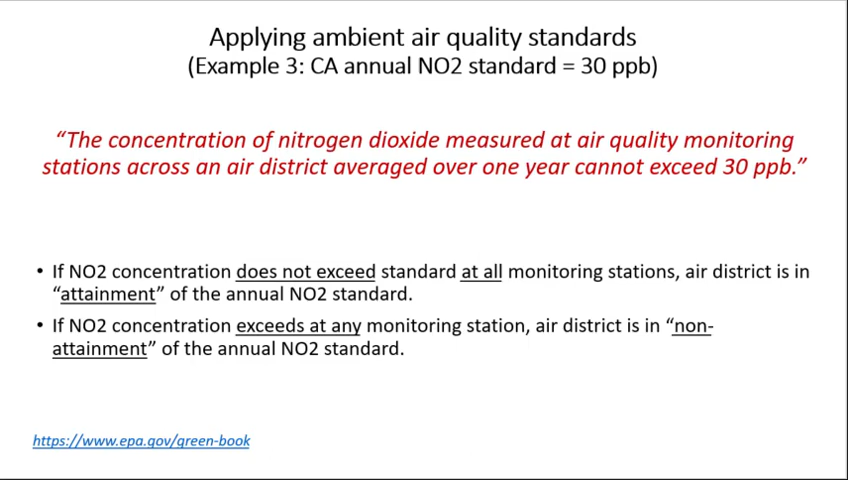 Applying ambient air quality standards
(Example 3: CA annual NO2 standard = 30 ppb)
“The concentration of nitrogen dioxide measured at air quality monitoring
stations across an air district averaged over one year cannot exceed 30 ppb.”
• If NO2 concentration does not exceed standard at all monitoring stations, air district is in
“attainment” of the annual NO2 standard.
• If NO2 concentration exceeds at any monitoring station, air district is in “non-
attainment” of the annual NO2 standard.
https://www.epa.gov/green-book